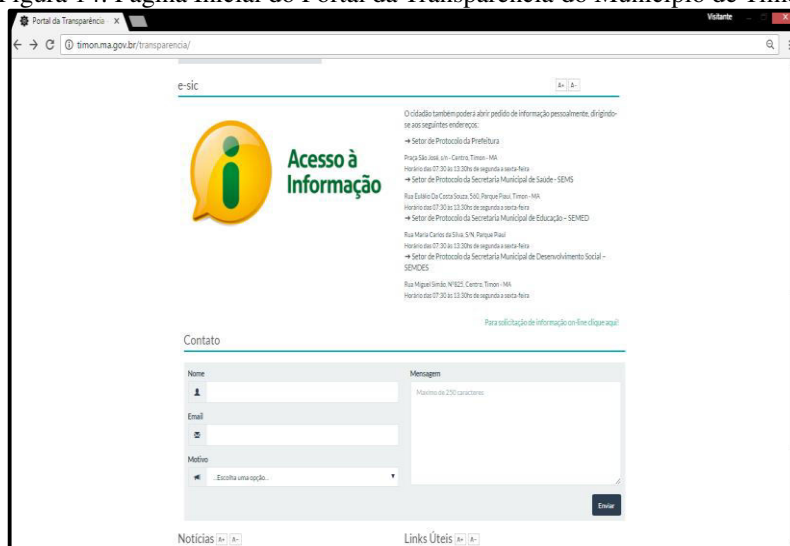 Figura 14: Página Inicial do Portal da Transparência do Município de Timo
Portal da Transparência - X
Visitante
timon.ma.gov.br/transparencia/
e-sic
A+ A-
Acesso à
Informação
O cidadão também poderá abrir pedido de informação pessoalmente, dirigindo-
se aos seguintes endereços:
→ Setor de Protocolo da Prefeitura
Praça São José, s/n - Centro, Timon - MA
Horário das 07:30 às 13:30hs de segunda a sexta-feira
→ Setor de Protocolo da Secretaria Municipal de Saúde - SEMS
Rua Eulálio Da Costa Souza, 560, Parque Piauí, Timon - MA
Horário das 07:30 às 13:30hs de segunda a sexta-feira
→ Setor de Protocolo da Secretaria Municipal de Educação – SEMED
Rua Maria Carlos da Silva, S/N, Parque Piauí
Horário das 07:30 às 13:30hs de segunda a sexta-feira
→ Setor de Protocolo da Secretaria Municipal de Desenvolvimento Social –
SEMDES
Rua Miguel Simão, Nº825, Centro, Timon - MA
Horário das 07:30 às 13:30hs de segunda a sexta-feira
Para solicitação de informação on-line clique aqui!
Contato
Nome
Email
Motivo
..Escolha uma opção..
Mensagem
Maximo de 250 caracteres
Enviar
Notícias A+ A-
Links Úteis A+ A-